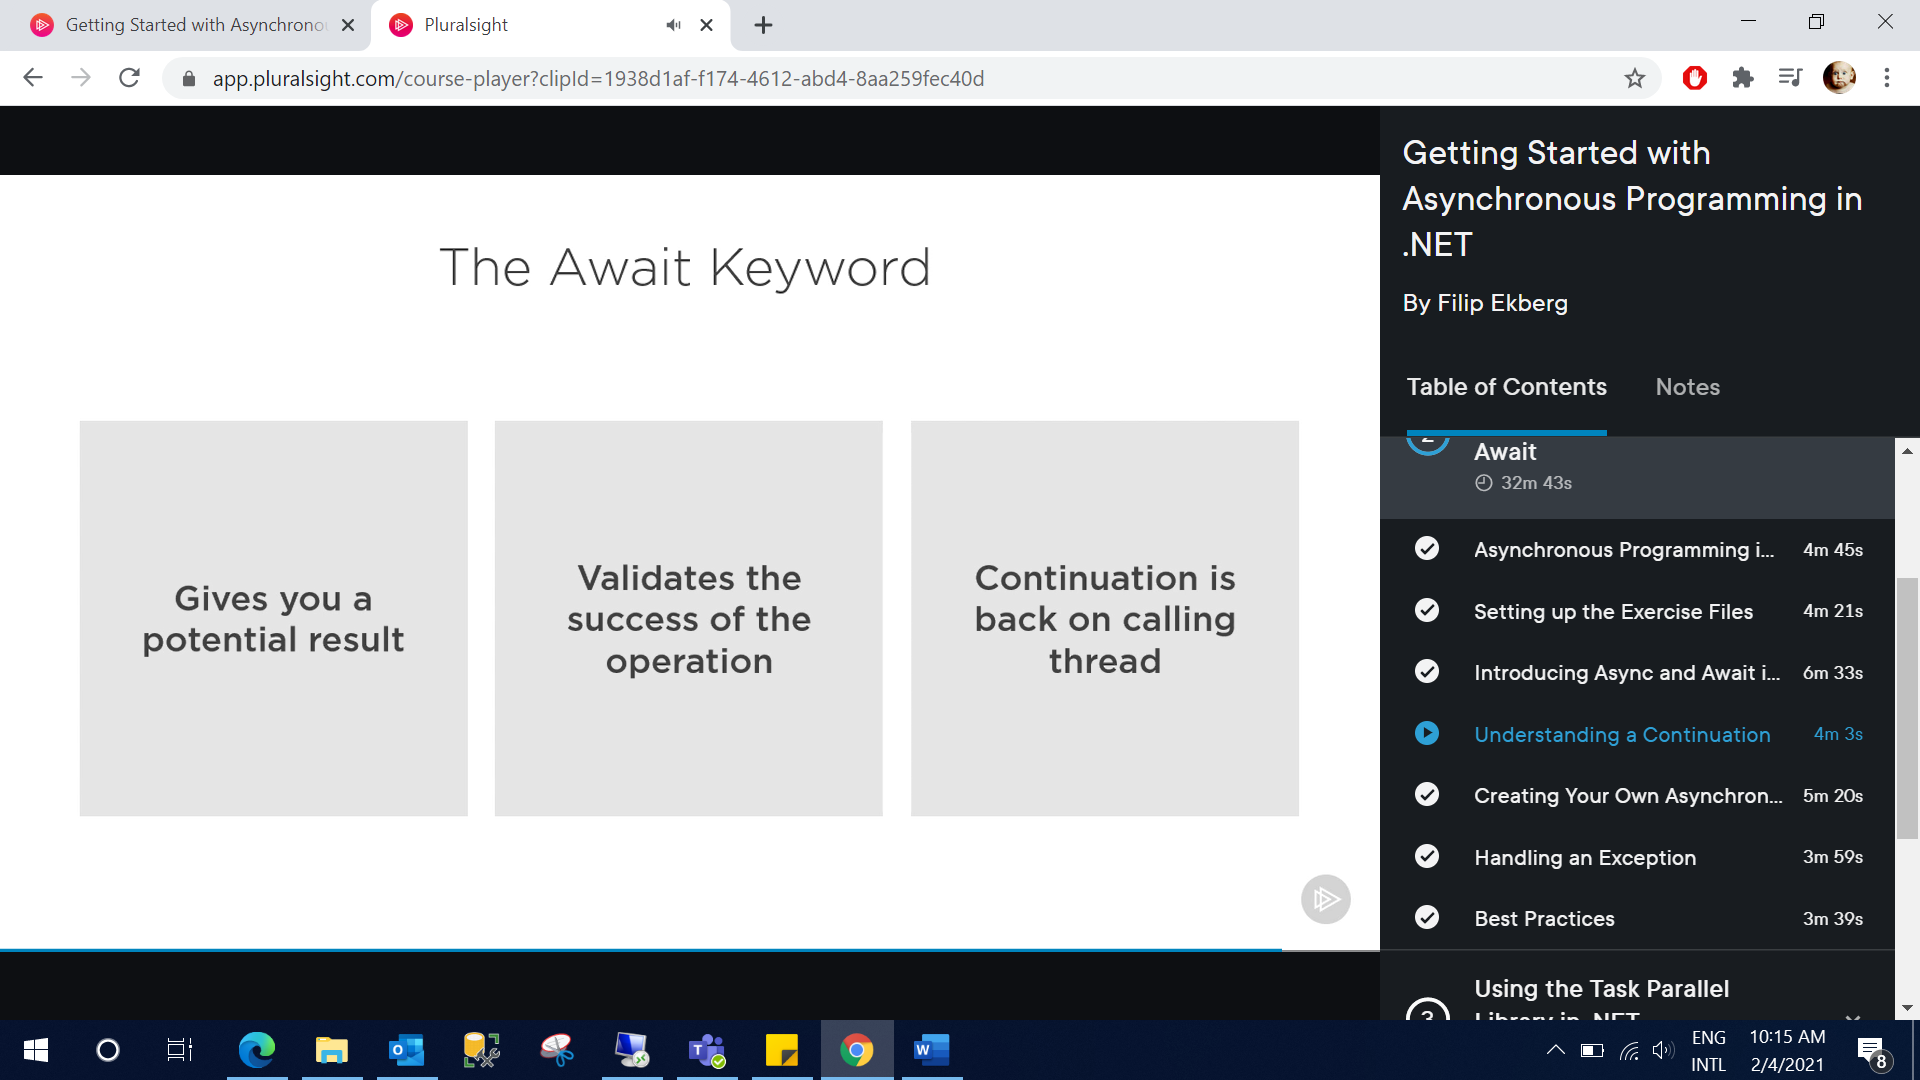 Getting Started with Asynchrono
Pluralsight
app.pluralsight.com/course-player?clipId=1938d1af-f174-4612-abd4-8aa259fec40d
The Await Keyword
Gives you a
potential result
Validates the
success of the
operation
Continuation is
back on calling
thread
Getting Started with
Asynchronous Programming in
.NET
By Filip Ekberg
Table of Contents
Notes
2
Await
32m 43s
Asynchronous Programming i... 4m 45s
Setting up the Exercise Files 4m 21s
Introducing Async and Await i... 6m 33s
Understanding a Continuation 4m 3s
Creating Your Own Asynchron... 5m 20s
Handling an Exception 3m 59s
Best Practices 3m 39s
3
Using the Task Parallel
Library in .NET
ENG
INTL
10:15 AM
2/4/2021
8